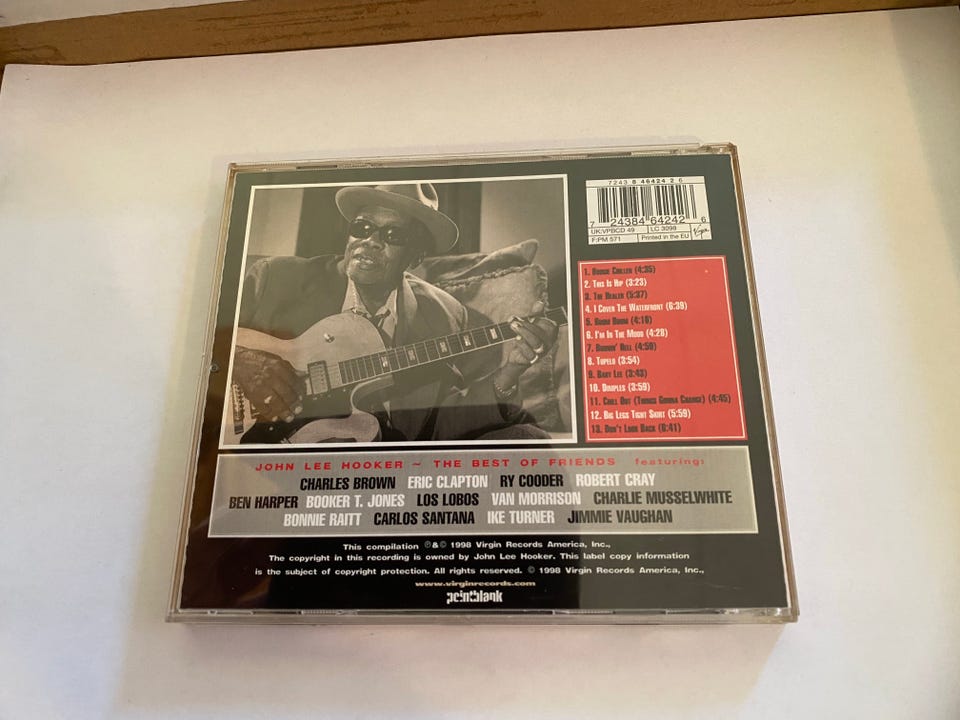 7243 8 46424 2 6
7 24384 64242 6
UK:VPBCD 49 LC 3098
F:PM 571 Printed in the EU Virgin
1. Boogie Chillen (4:35)
2. This Is Hip (3:23)
3. The Healer (5:37)
4. I Cover The Waterfront (6:39)
5. Boom Boom (4:16)
6. I'm In The Mood (4:28)
7. Burnin' Hell (4:59)
8. Tupelo (3:54)
9. Baby Lee (3:43)
10. Dimples (3:59)
11. Chill Out (Things Gonna Change) (4:45)
12. Big Legs Tight Skirt (5:59)
13. Don't Look Back (6:41)
JOHN LEE HOOKER ~ THE BEST OF FRIENDS featuring:
CHARLES BROWN ERIC CLAPTON RY COODER ROBERT CRAY
BEN HARPER BOOKER T. JONES LOS LOBOS VAN MORRISON CHARLIE MUSSELWHITE
BONNIE RAITT CARLOS SANTANA IKE TURNER JIMMIE VAUGHAN
This compilation ℗&© 1998 Virgin Records America, Inc.,
The copyright in this recording is owned by John Lee Hooker. This label copy information
is the subject of copyright protection. All rights reserved. © 1998 Virgin Records America, Inc.,
www.virginrecords.com
pointblank